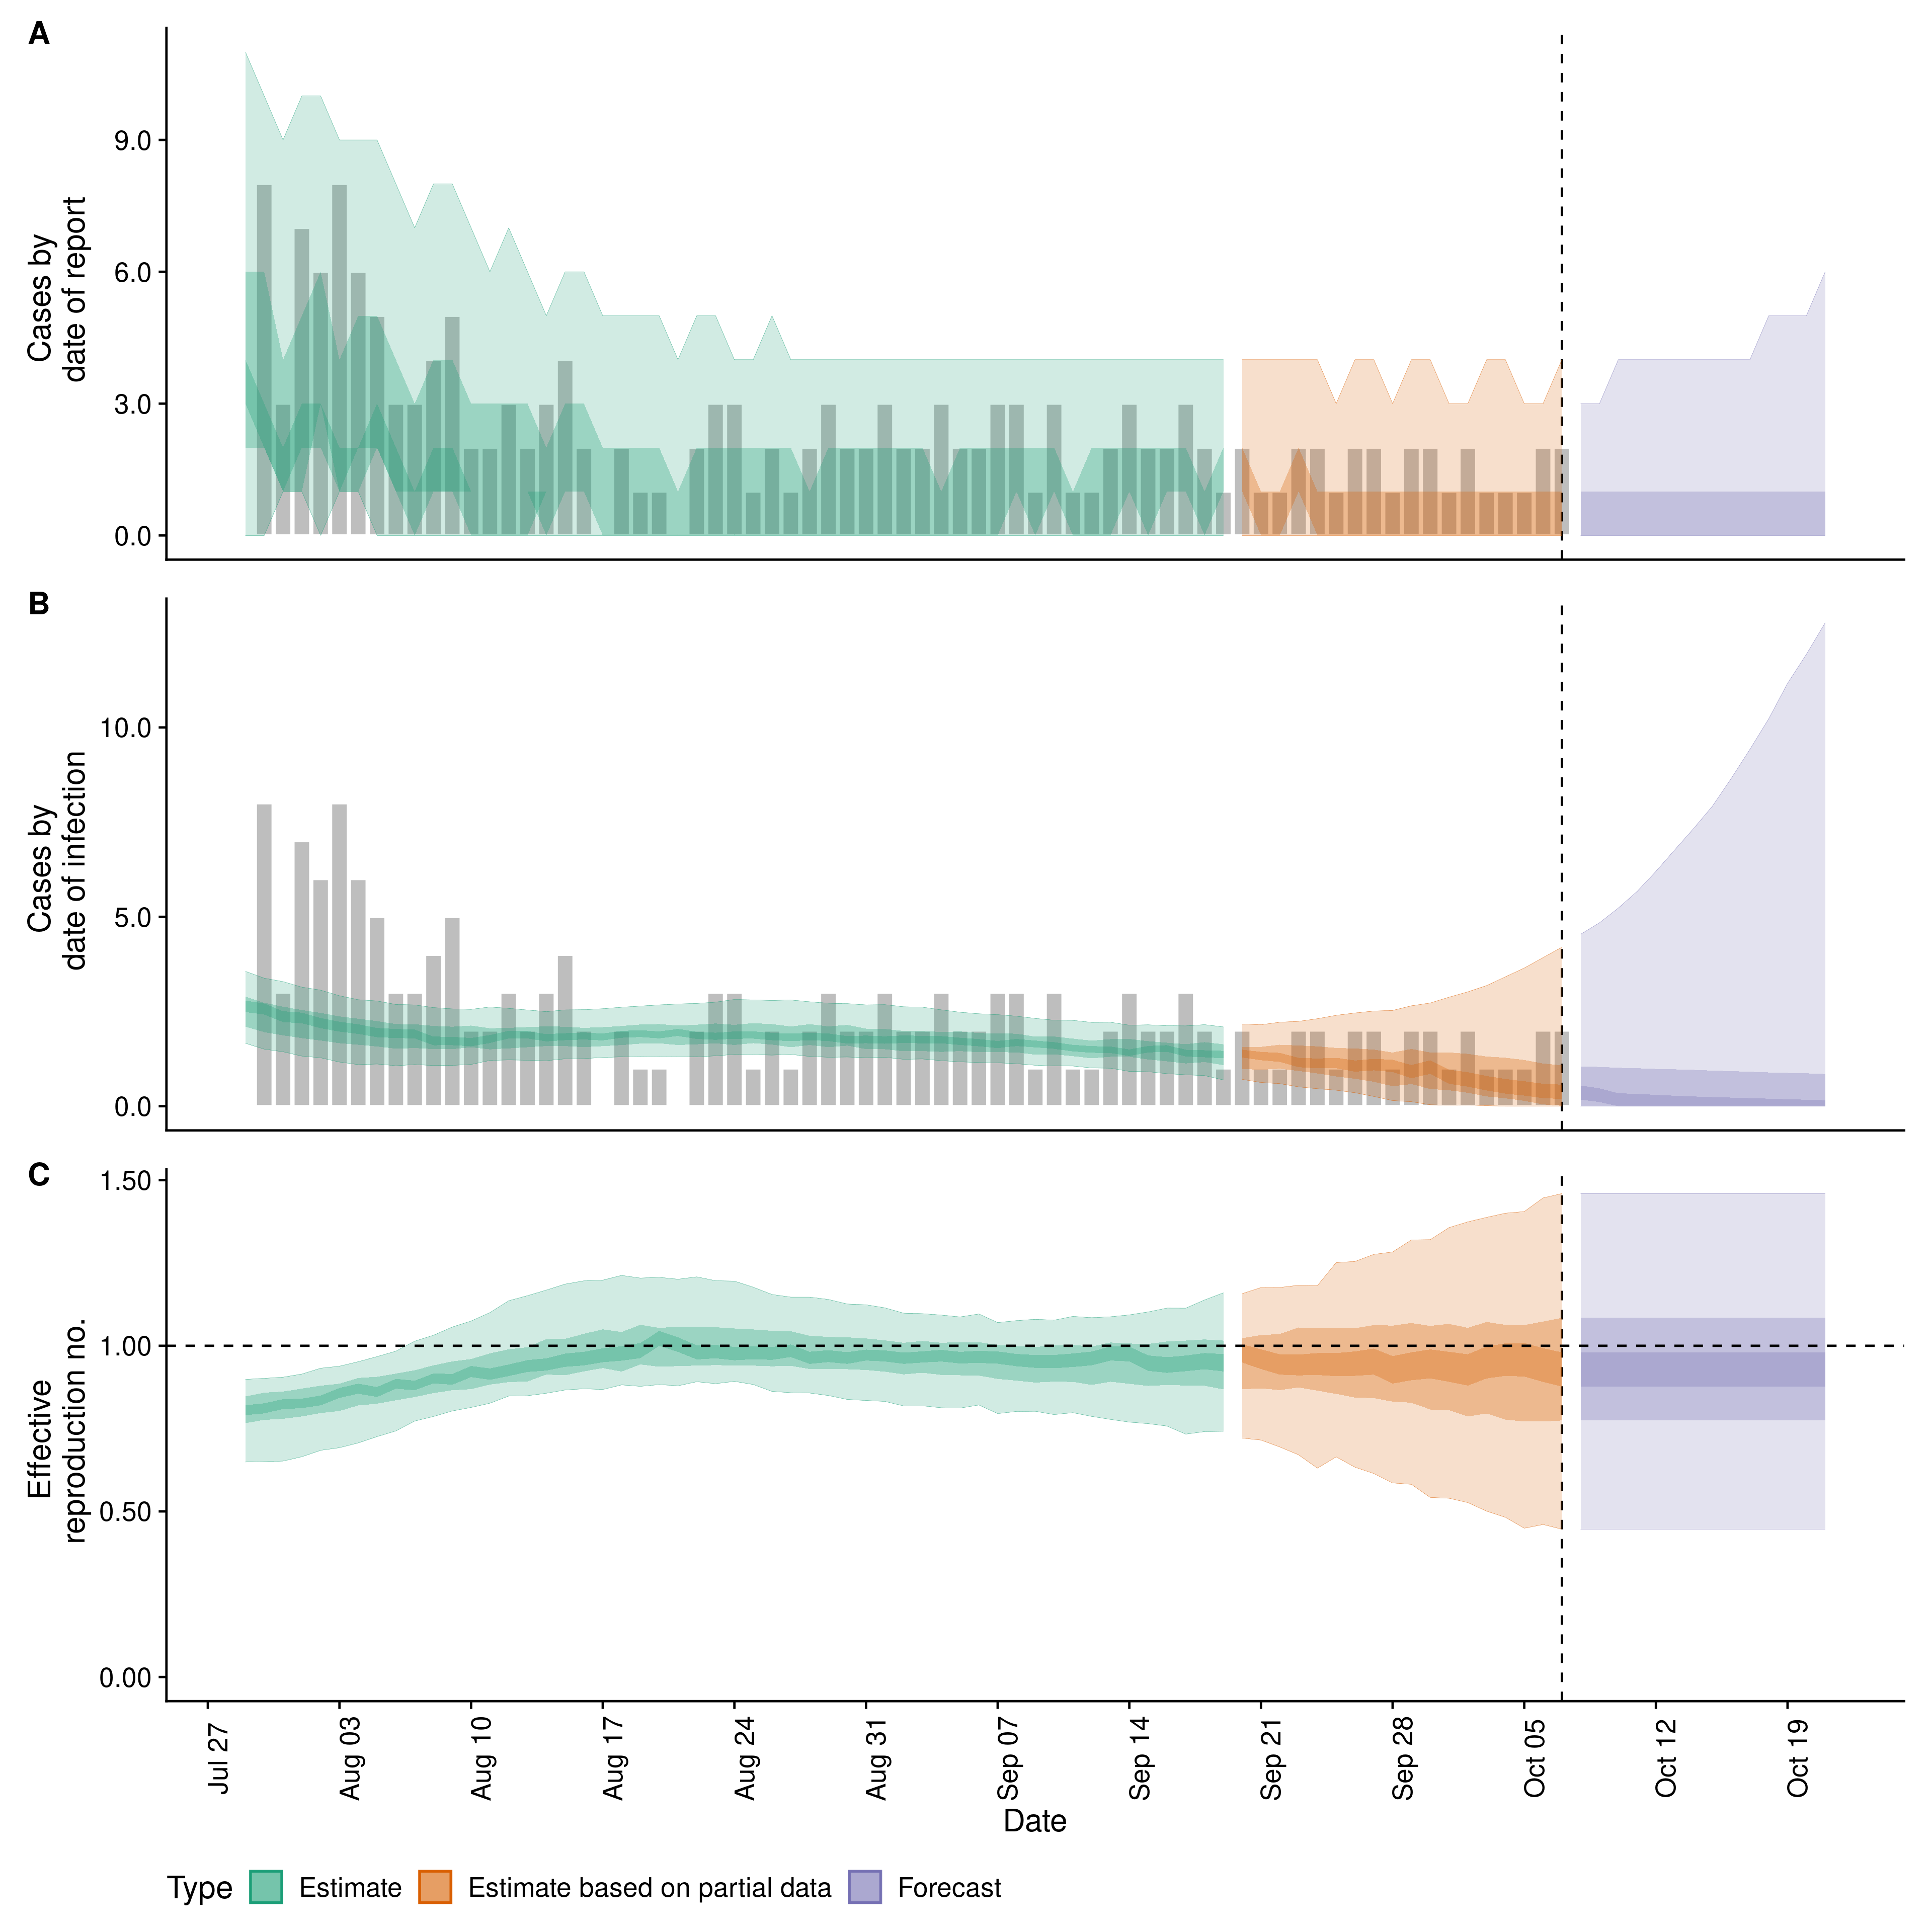 A
9.0
6.0
3.0
0.0
Cases by
date of report
B
10.0
5.0
0.0
Cases by
date of infection
C
1.50
1.00
0.50
0.00
Effective
reproduction no.
Jul 27
Aug 03
Aug 10
Aug 17
Aug 24
Aug 31
Sep 07
Sep 14
Sep 21
Sep 28
Oct 05
Oct 12
Oct 19
Date
Type Estimate Estimate based on partial data Forecast